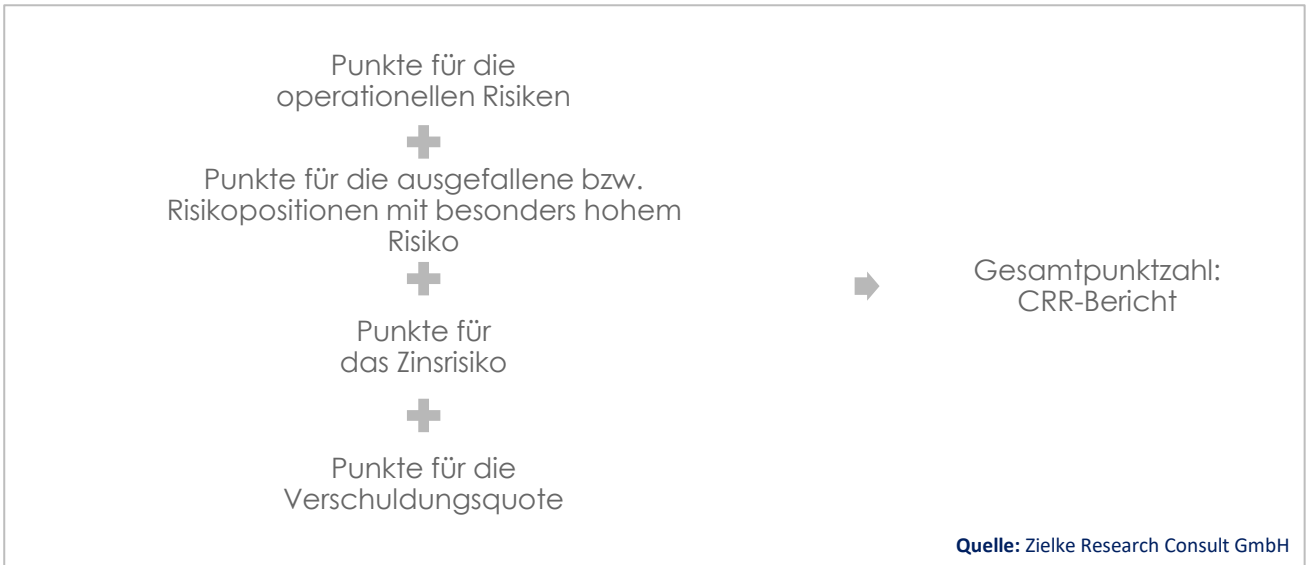 Punkte für die
operationellen Risiken
Punkte für die ausgefallene bzw.
Risikopositionen mit besonders hohem
Risiko
Punkte für
das Zinsrisiko
Punkte für die
Verschuldungsquote
Gesamtpunktzahl:
CRR-Bericht
Quelle: Zielke Research Consult GmbH